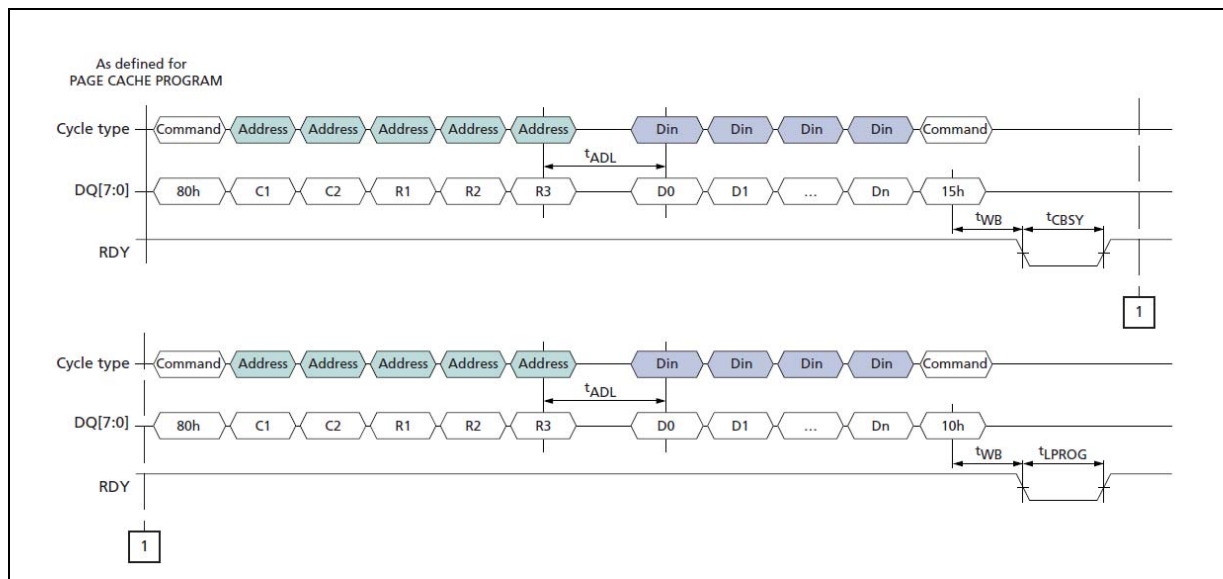 As defined for
PAGE CACHE PROGRAM
Cycle type Command Address Address Address Address Address Din Din Din Din Command
tADL
DQ[7:0] 80h C1 C2 R1 R2 R3 D0 D1 ... Dn 15h
tWB tCBSY
RDY
1
Cycle type Command Address Address Address Address Address Din Din Din Din Command
tADL
DQ[7:0] 80h C1 C2 R1 R2 R3 D0 D1 ... Dn 10h
tWB tLPROG
RDY
1